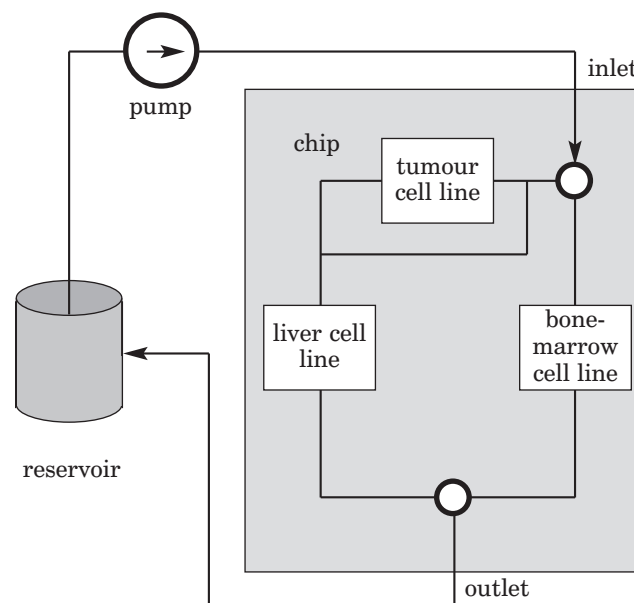 inlet
pump
chip
tumour
cell line
liver cell
line
bone-
marrow
cell line
reservoir
outlet